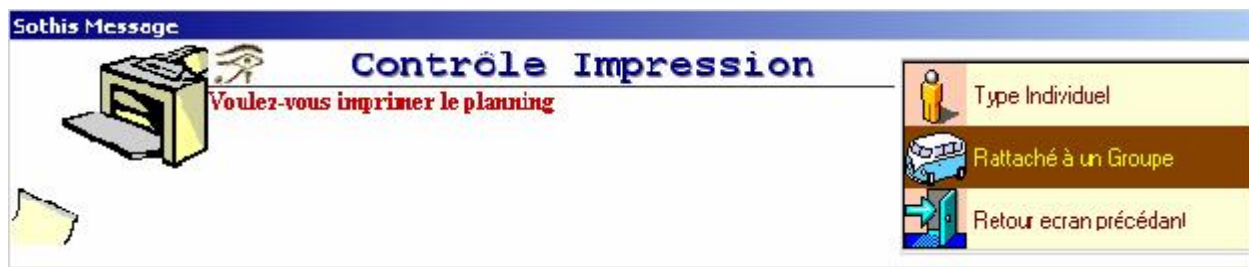 Sothis Message
Contrôle Impression
Voulez-vous imprimer le planning
Type Individuel
Rattaché à un Groupe
Retour ecran précédant